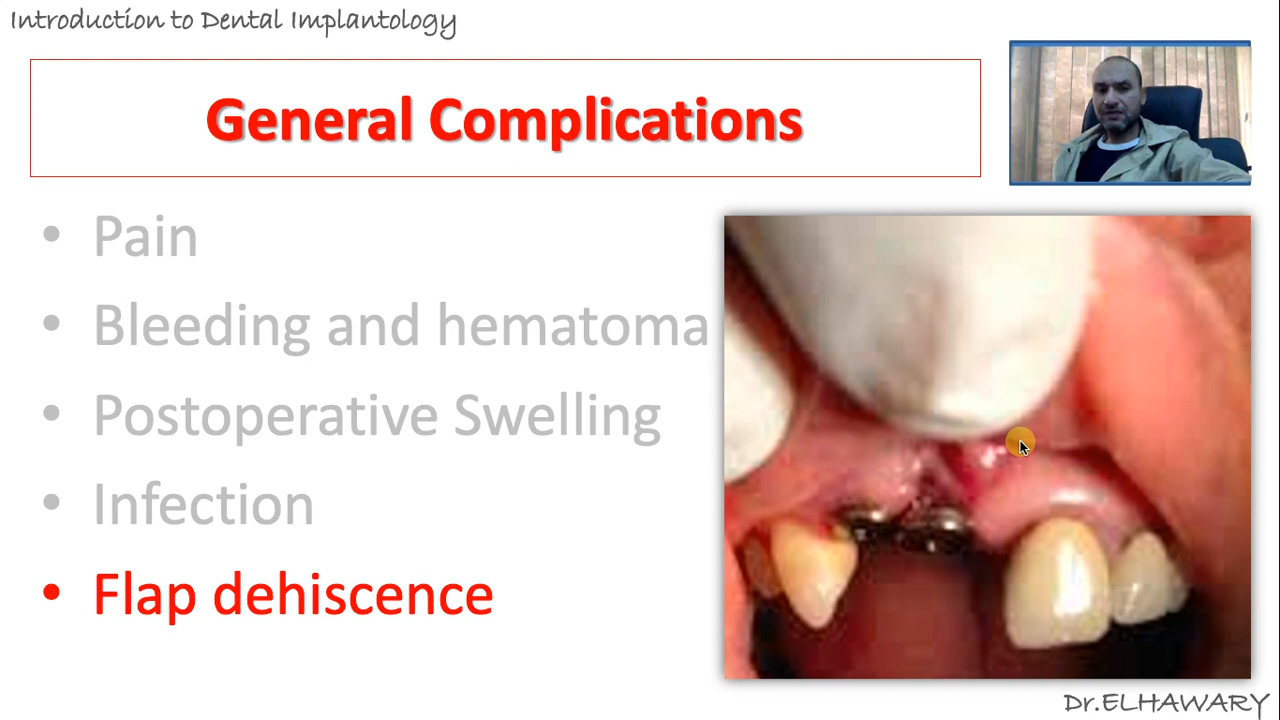 Introduction to Dental Implantology
General Complications
• Pain
• Bleeding and hematoma
• Postoperative Swelling
• Infection
• Flap dehiscence
Dr.ELHAWARY